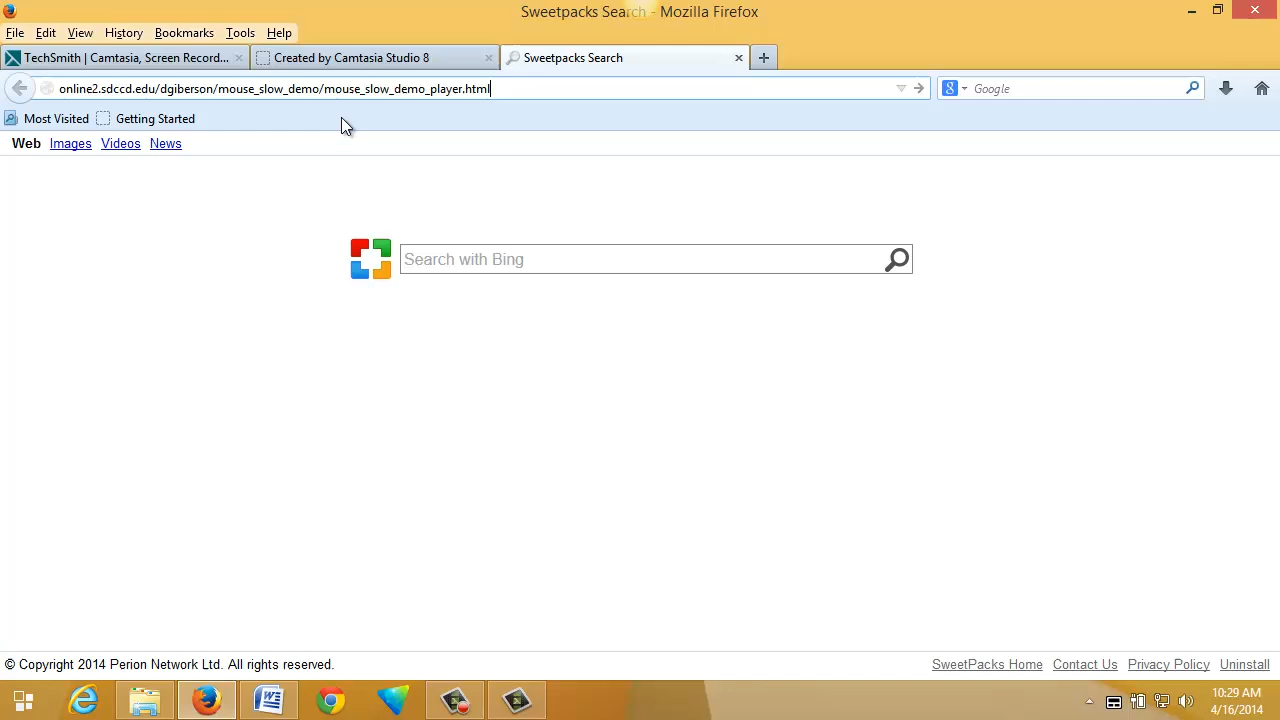 Sweetpacks Search - Mozilla Firefox
File Edit View History Bookmarks Tools Help
TechSmith | Camtasia, Screen Record... Created by Camtasia Studio 8 Sweetpacks Search
online2.sdccd.edu/dgiberson/mouse_slow_demo/mouse_slow_demo_player.html Google
Most Visited Getting Started
Web Images Videos News
Search with Bing
© Copyright 2014 Perion Network Ltd. All rights reserved. SweetPacks Home Contact Us Privacy Policy Uninstall
10:29 AM
4/16/2014